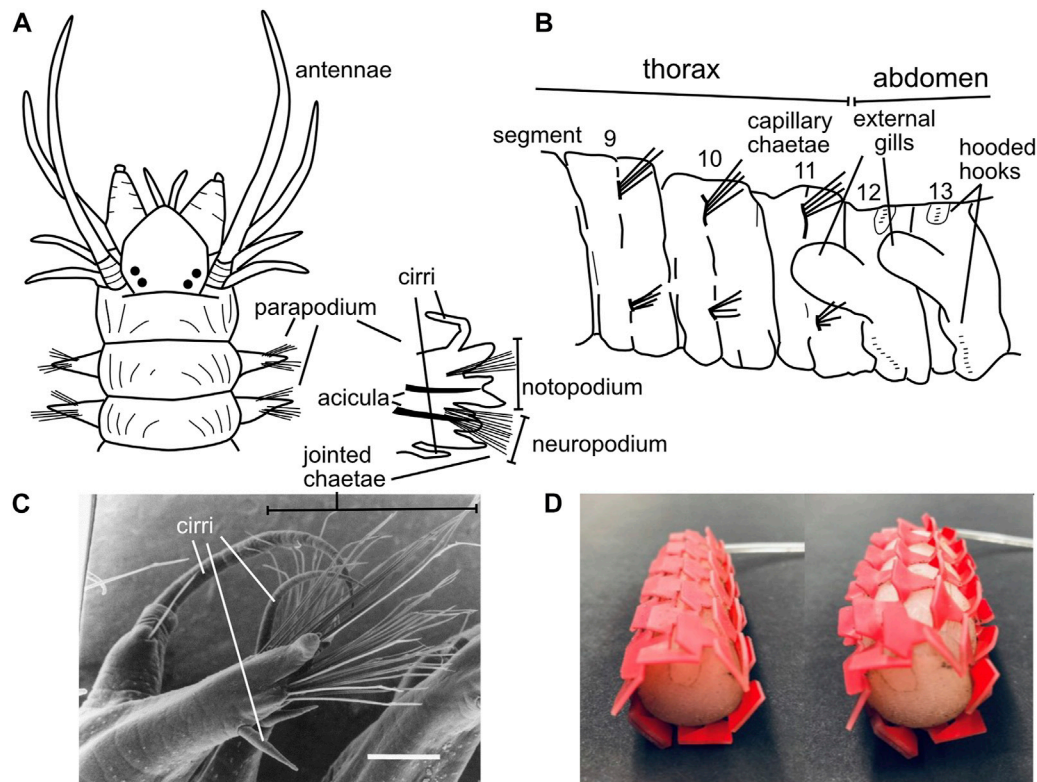 A
antennae
parapodium
cirri
acicula
notopodium
neuropodium
jointed
chaetae
B
thorax
abdomen
segment
9
10
11
12
13
capillary
chaetae
external
gills
hooded
hooks
C
cirri
D